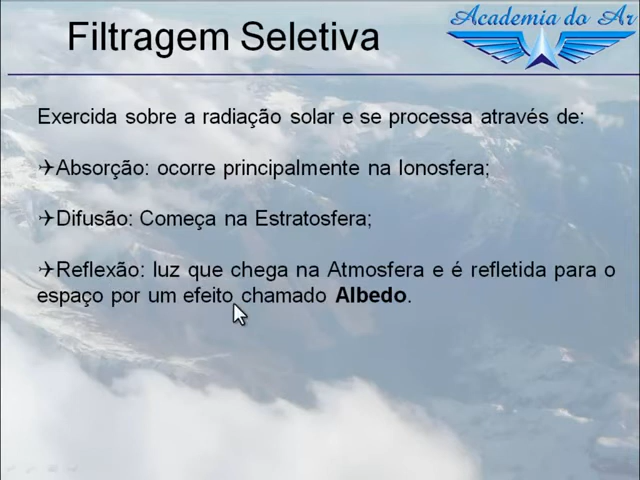 Filtragem Seletiva
Academia do Ar
Exercida sobre a radiação solar e se processa através de:
✈Absorção: ocorre principalmente na Ionosfera;
✈Difusão: Começa na Estratosfera;
✈Reflexão: luz que chega na Atmosfera e é refletida para o
espaço por um efeito chamado Albedo.